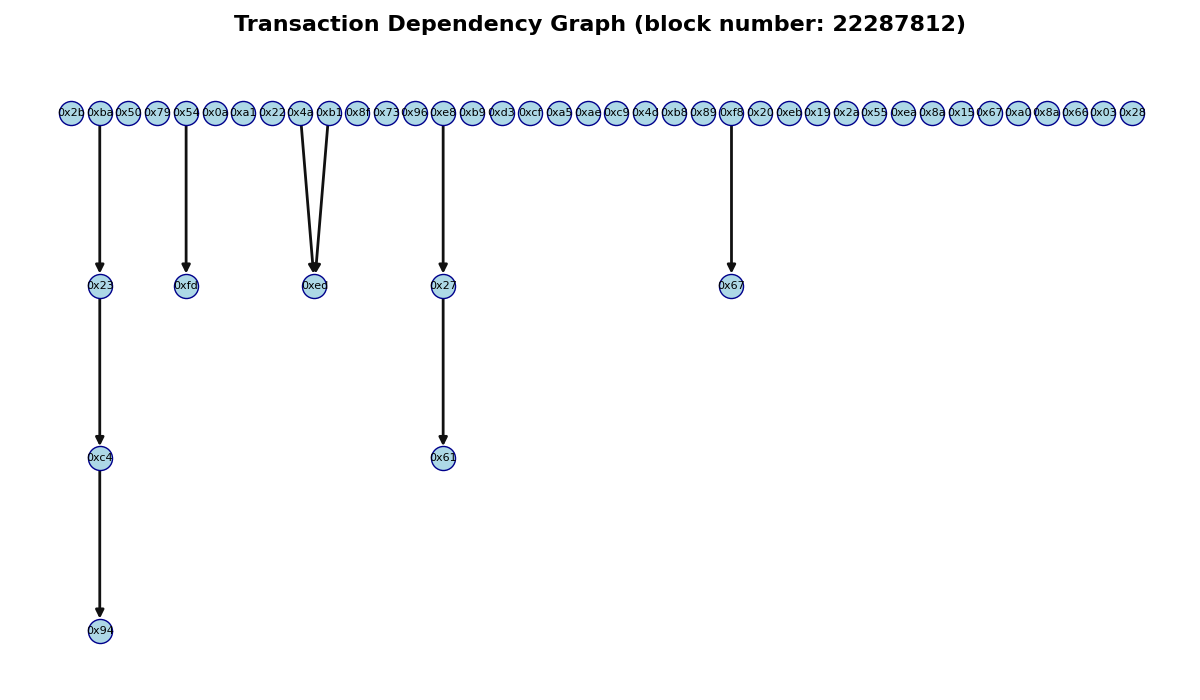 Transaction Dependency Graph (block number: 22287812)
0x2b 0xba 0x50 0x79 0x54 0x0a 0xa1 0x22 0x4a 0xb1 0x8f 0x73 0x96 0xe8 0xb9 0xd3 0xcf 0xa5 0xae 0xc9 0x4d 0xb8 0x89 0xf8 0x20 0xeb 0x19 0x2a 0x55 0xea 0x8a 0x15 0x67 0xa0 0x8a 0x66 0x03 0x28
0x23 0xfd 0xed 0x27 0x67
0xc4 0x61
0x94